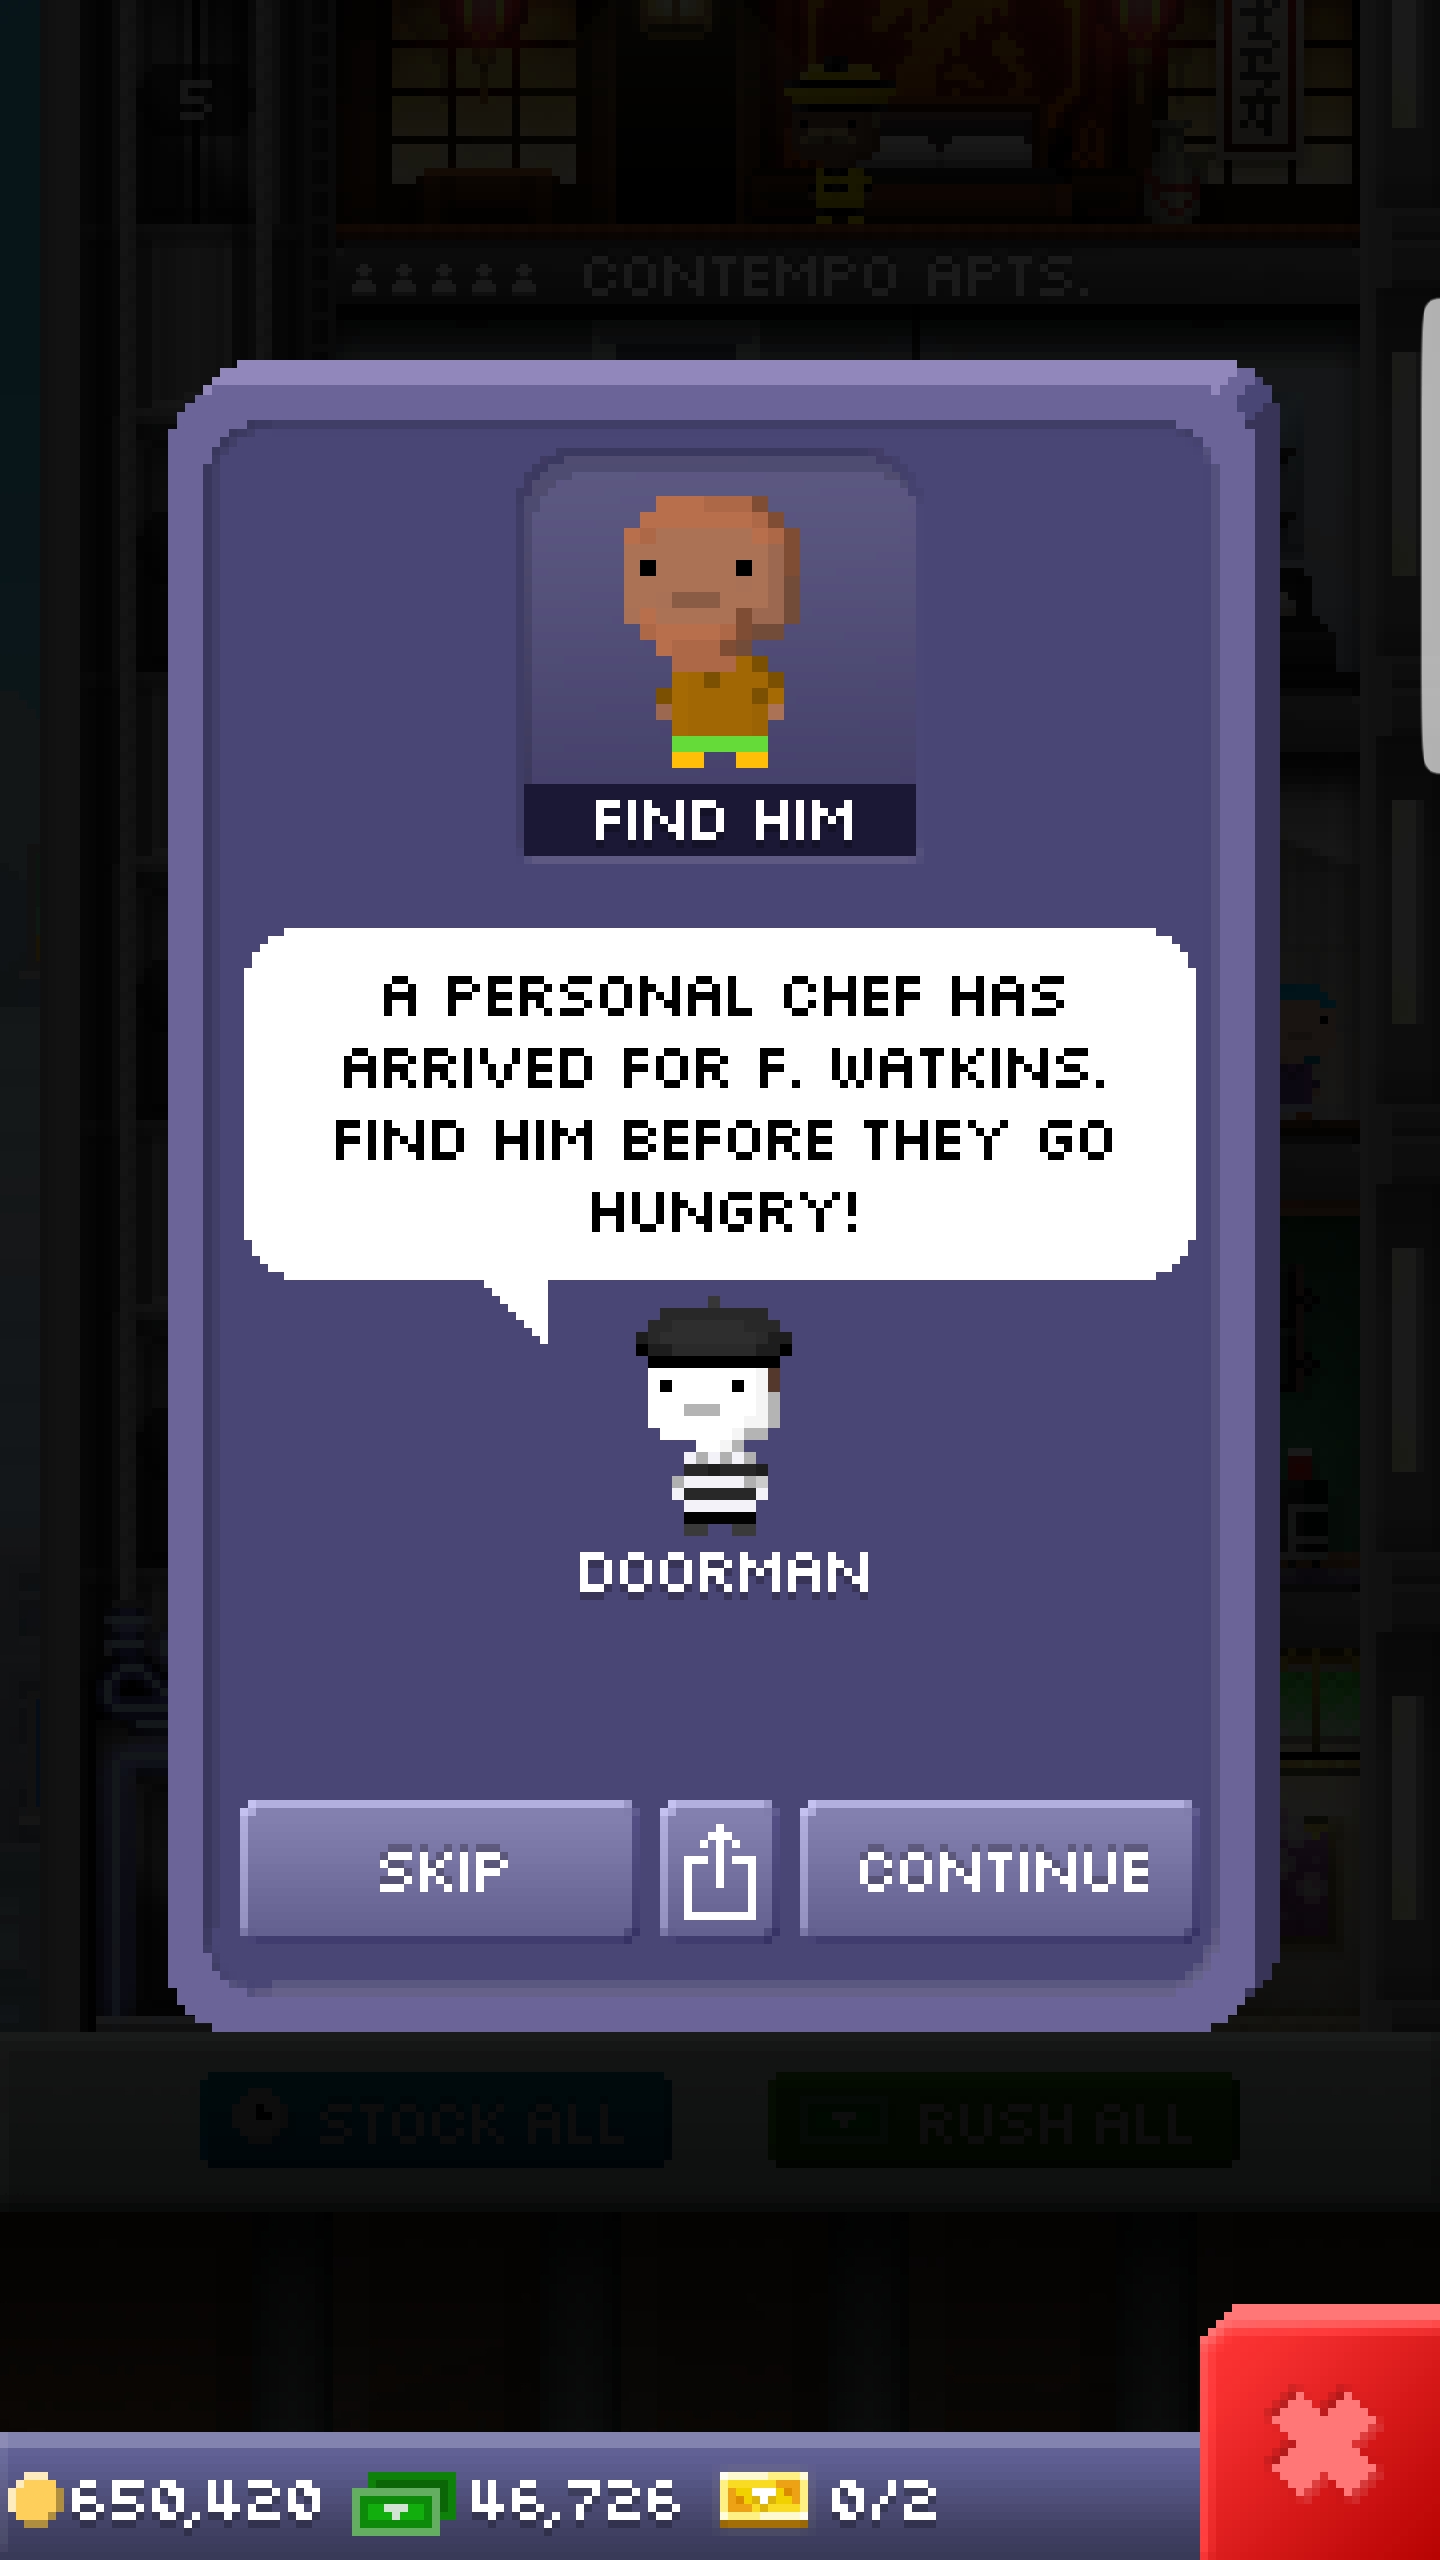 5
CONTEMPO APTS.
FIND HIM
A PERSONAL CHEF HAS
ARRIVED FOR F. WATKINS.
FIND HIM BEFORE THEY GO
HUNGRY!
DOORMAN
SKIP
CONTINUE
STOCK ALL
RUSH ALL
650,420
46,726
0/2